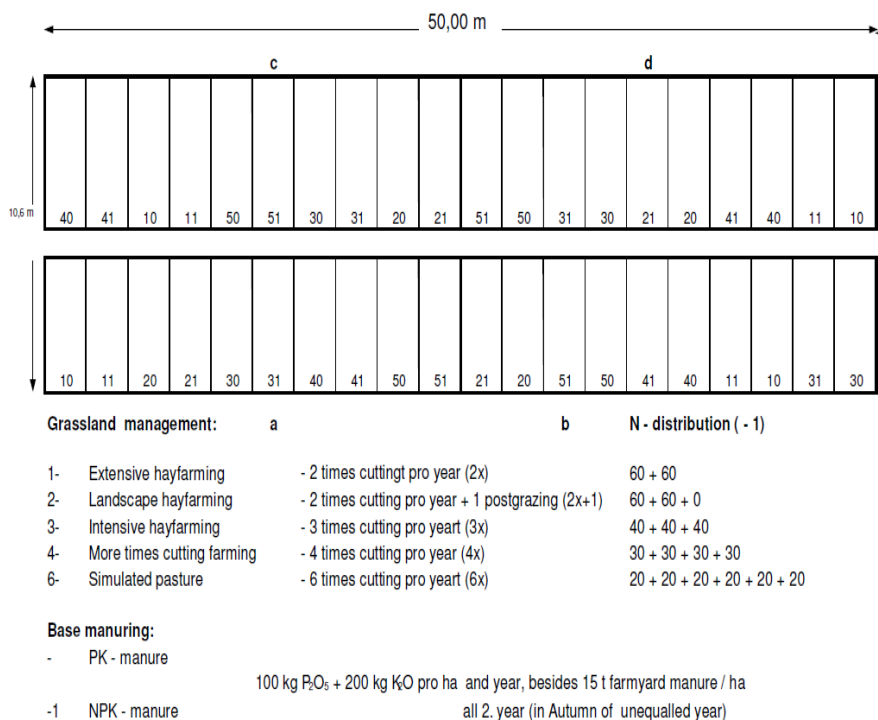 50,00 m
c d
10,6 m
40 41 10 11 50 51 30 31 20 21 51 50 31 30 21 20 41 40 11 10
10 11 20 21 30 31 40 41 50 51 21 20 51 50 41 40 11 10 31 30
Grassland management: a b N - distribution ( - 1)
1- Extensive hayfarming - 2 times cuttingt pro year (2x) 60 + 60
2- Landscape hayfarming - 2 times cutting pro year + 1 postgrazing (2x+1) 60 + 60 + 0
3- Intensive hayfarming - 3 times cutting pro yeart (3x) 40 + 40 + 40
4- More times cutting farming - 4 times cutting pro year (4x) 30 + 30 + 30 + 30
6- Simulated pasture - 6 times cutting pro yeart (6x) 20 + 20 + 20 + 20 + 20 + 20
Base manuring:
- PK - manure
100 kg P₂O₅ + 200 kg K₂O pro ha and year, besides 15 t farmyard manure / ha
-1 NPK - manure all 2. year (in Autumn of unequalled year)